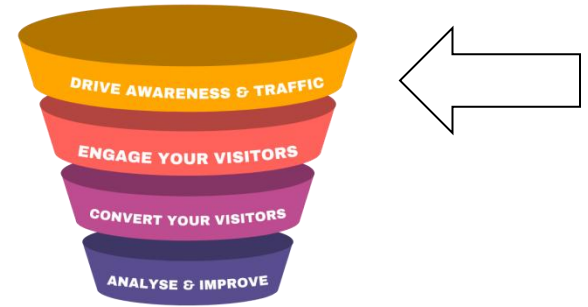 DRIVE AWARENESS & TRAFFIC
ENGAGE YOUR VISITORS
CONVERT YOUR VISITORS
ANALYSE & IMPROVE